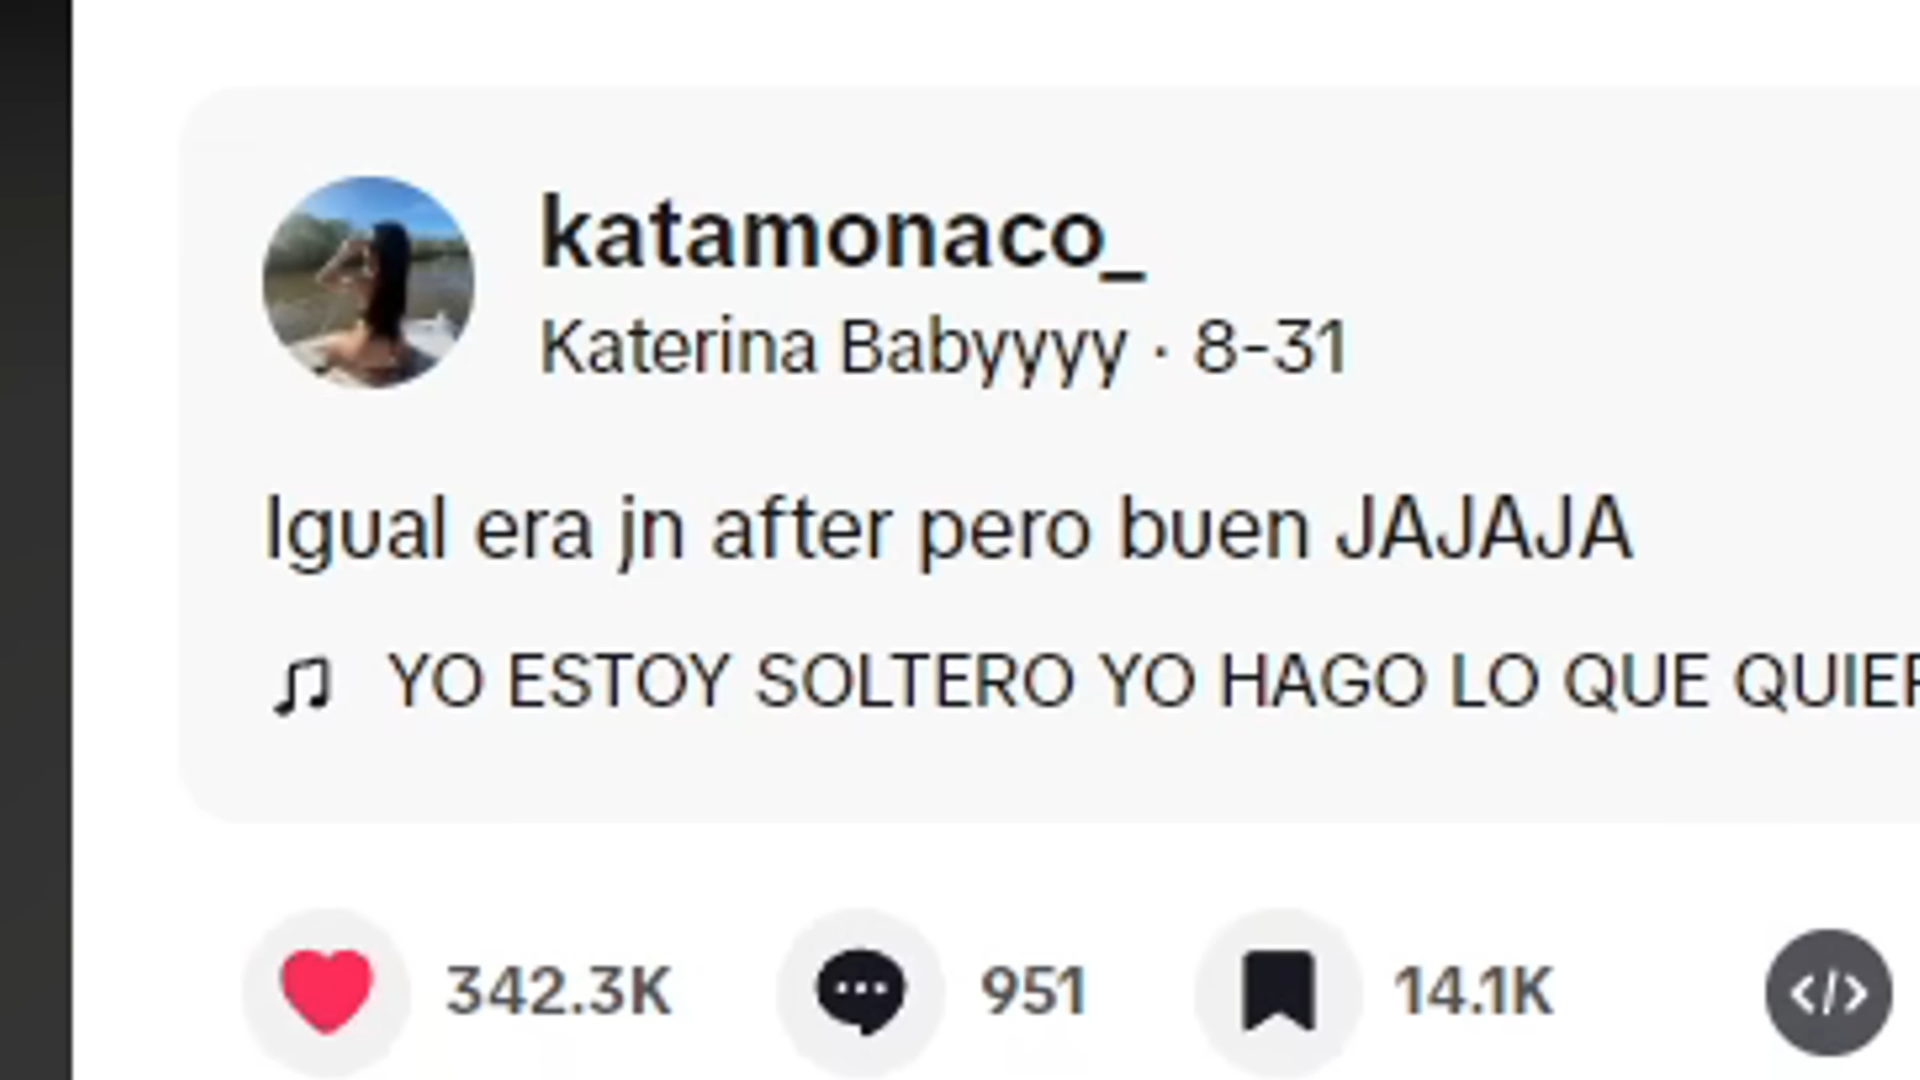 katamonaco_
Katerina Babyyyy · 8-31
Igual era jn after pero buen JAJAJA
YO ESTOY SOLTERO YO HAGO LO QUE
342.3K 951 14.1K